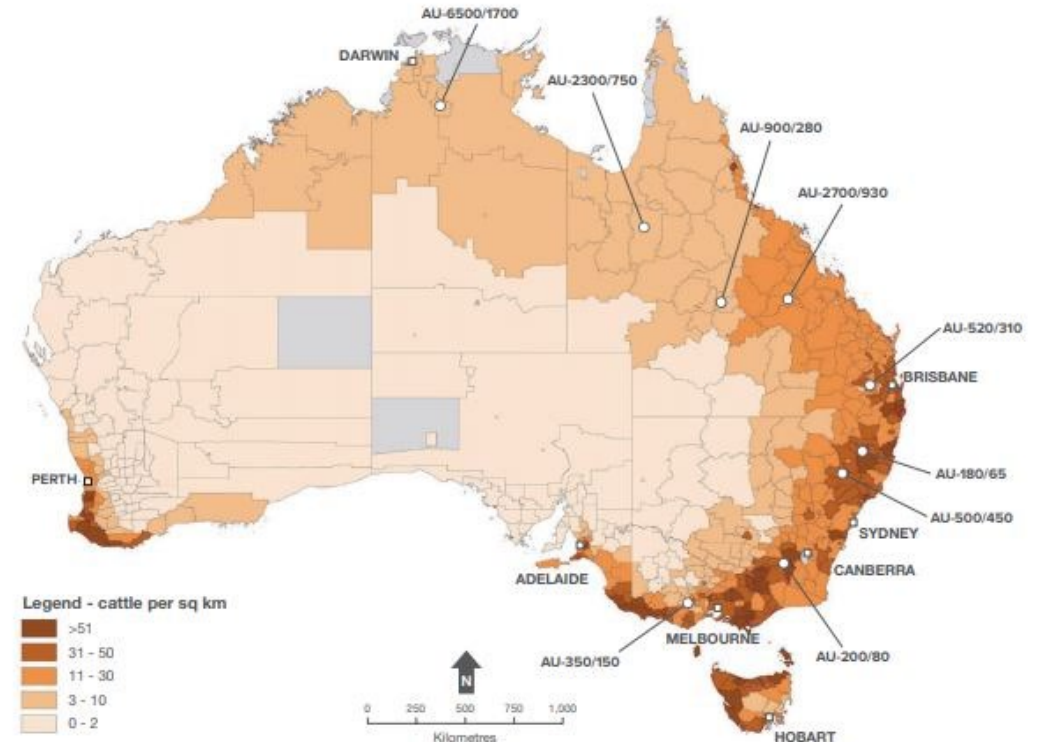 AU-6500/1700
DARWIN
AU-2300/750
AU-900/280
AU-2700/930
AU-520/310
BRISBANE
AU-180/65
PERTH
AU-500/450
SYDNEY
CANBERRA
ADELAIDE
MELBOURNE
AU-350/150
AU-200/80
HOBART
Legend - cattle per sq km
>51
31 - 50
11 - 30
3 - 10
0 - 2
N
0 250 500 750 1,000
Kilometres